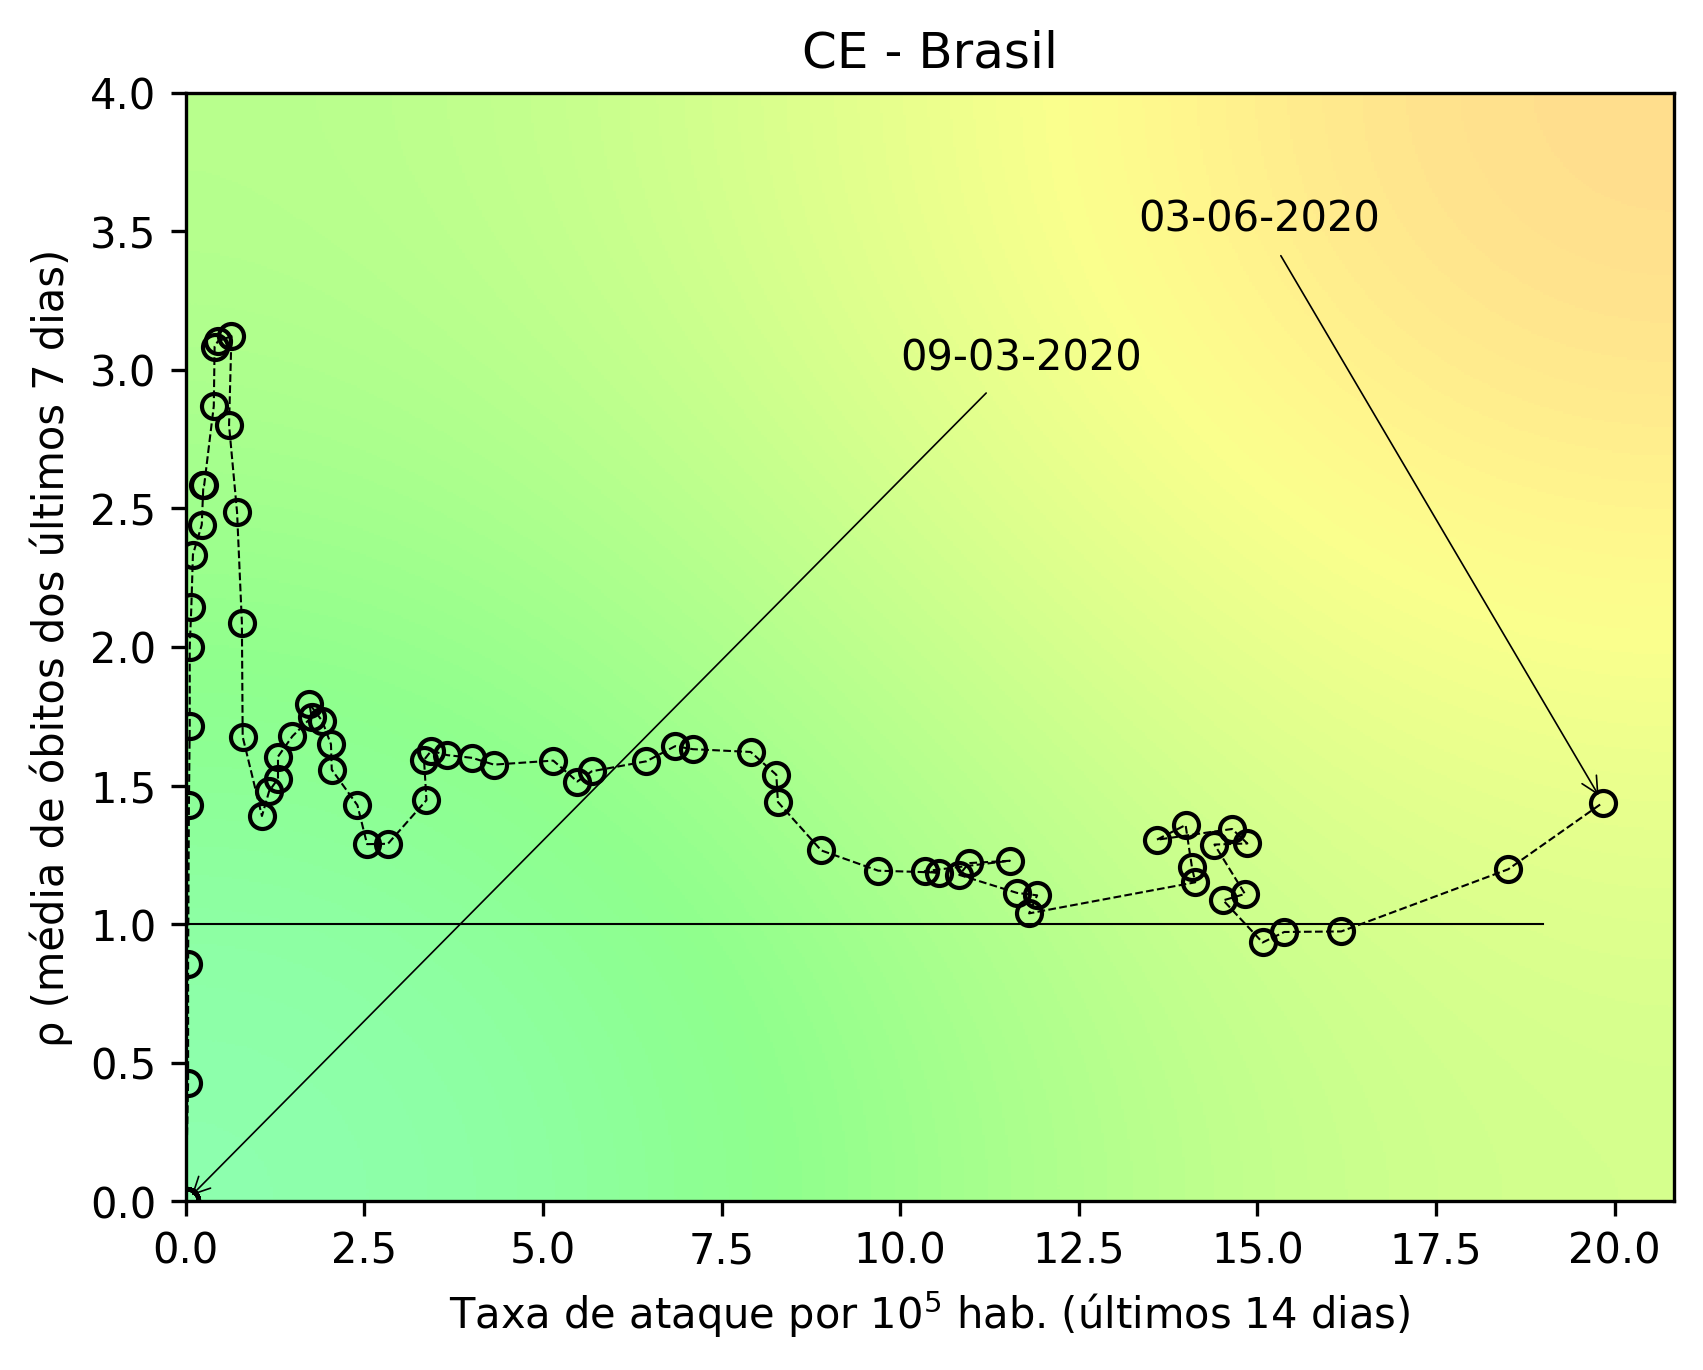 CE - Brasil
4.0
3.5
3.0
2.5
2.0
1.5
1.0
0.5
0.0
ρ (média de óbitos dos últimos 7 dias)
03-06-2020
09-03-2020
0.0 2.5 5.0 7.5 10.0 12.5 15.0 17.5 20.0
Taxa de ataque por 10⁵ hab. (últimos 14 dias)